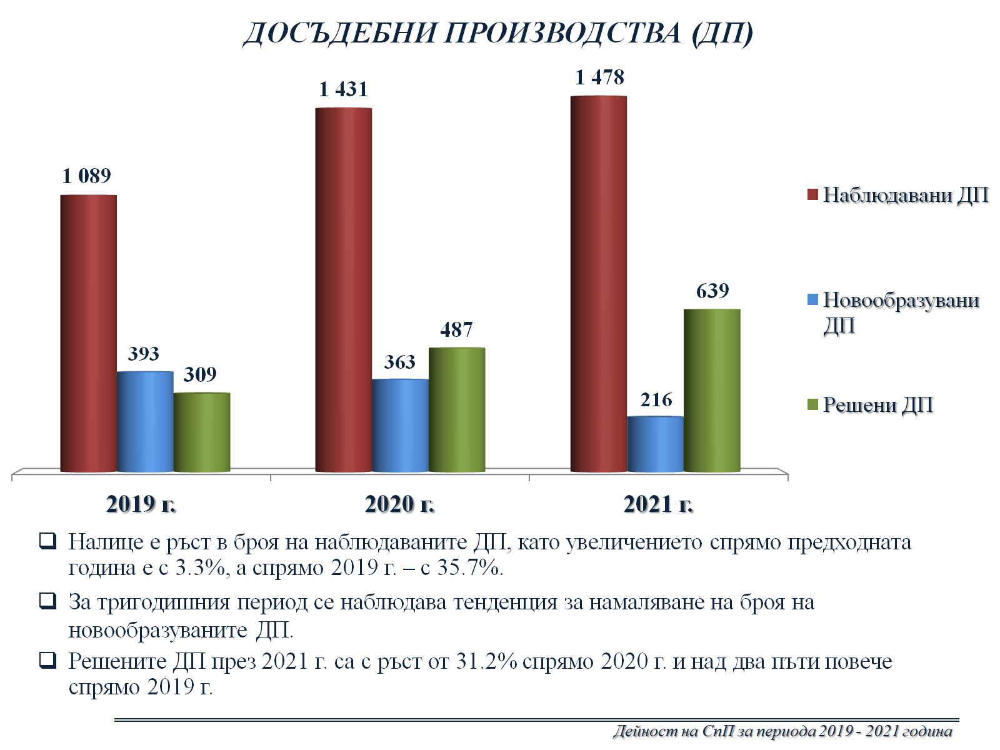 ДОСЪДЕБНИ ПРОИЗВОДСТВА (ДП)
1 089
393
309
1 431
363
487
1 478
216
639
2019 г.
2020 г.
2021 г.
Наблюдавани ДП
Новообразувани
ДП
Решени ДП
Налице е ръст в броя на наблюдаваните ДП, като увеличението спрямо предходната
година е с 3.3%, а спрямо 2019 г. – с 35.7%.
За тригодишния период се наблюдава тенденция за намаляване на броя на
новообразуваните ДП.
Решените ДП през 2021 г. са с ръст от 31.2% спрямо 2020 г. и над два пъти повече
спрямо 2019 г.
Дейност на СпП за периода 2019 - 2021 година